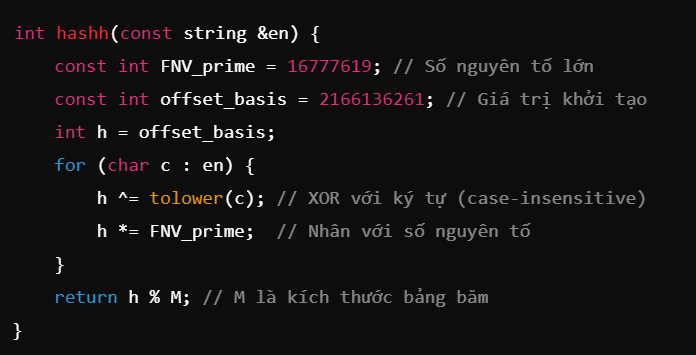 int hashh(const string &en) {
    const int FNV_prime = 16777619; // Số nguyên tố lớn
    const int offset_basis = 2166136261; // Giá trị khởi tạo
    int h = offset_basis;
    for (char c : en) {
        h ^= tolower(c); // XOR với ký tự (case-insensitive)
        h *= FNV_prime;  // Nhân với số nguyên tố
    }
    return h % M; // M là kích thước bảng băm
}